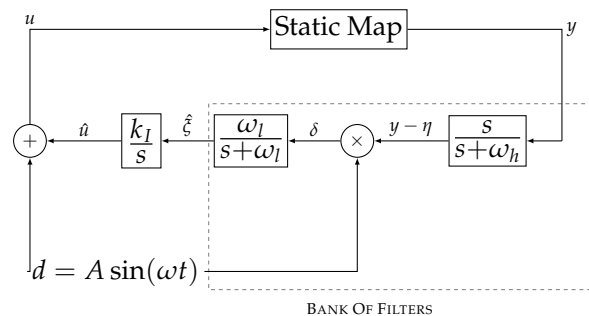 u
Static Map
y
+
û
k_I
s
ξ̂
ω_l
s+ω_l
δ
×
y − η
s
s+ω_h
d = A sin(ωt)
BANK OF FILTERS